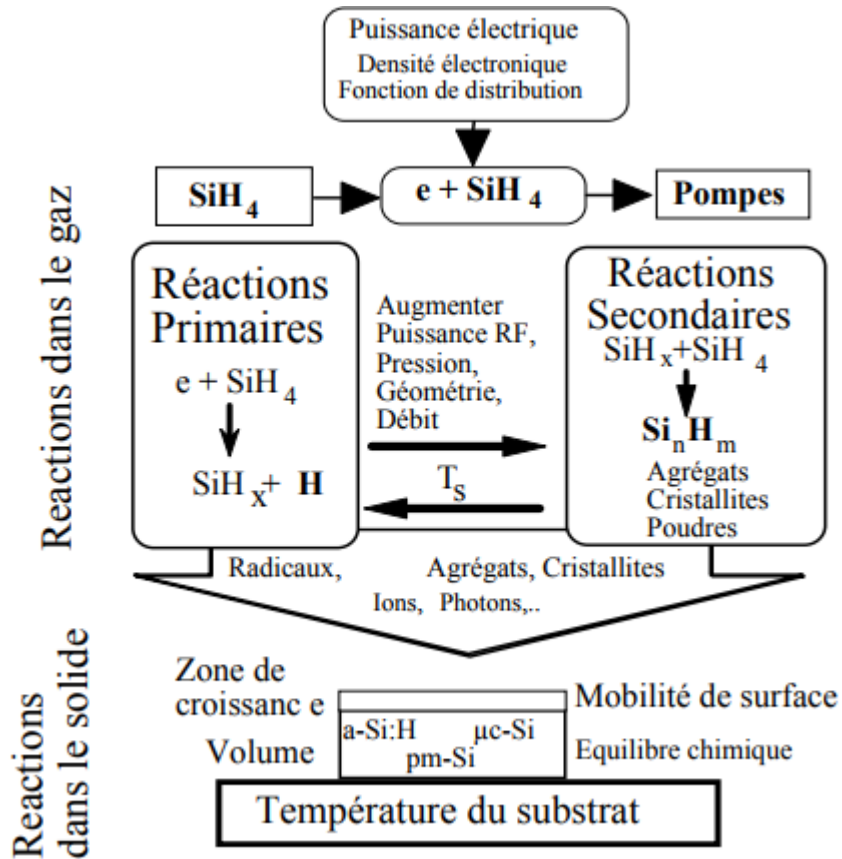 Puissance électrique
Densité électronique
Fonction de distribution
SiH4
e + SiH4
Pompes
Reactions dans le gaz
Réactions
Primaires
e + SiH4
SiHx+ H
Augmenter
Puissance RF,
Pression,
Géométrie,
Débit
Ts
Réactions
Secondaires
SiHx+SiH4
SinHm
Agrégats
Cristallites
Poudres
Radicaux, Agrégats, Cristallites
Ions, Photons,..
Reactions
dans le solide
Zone de
croissanc e
Volume
a-Si:H µc-Si
pm-Si
Mobilité de surface
Equilibre chimique
Température du substrat